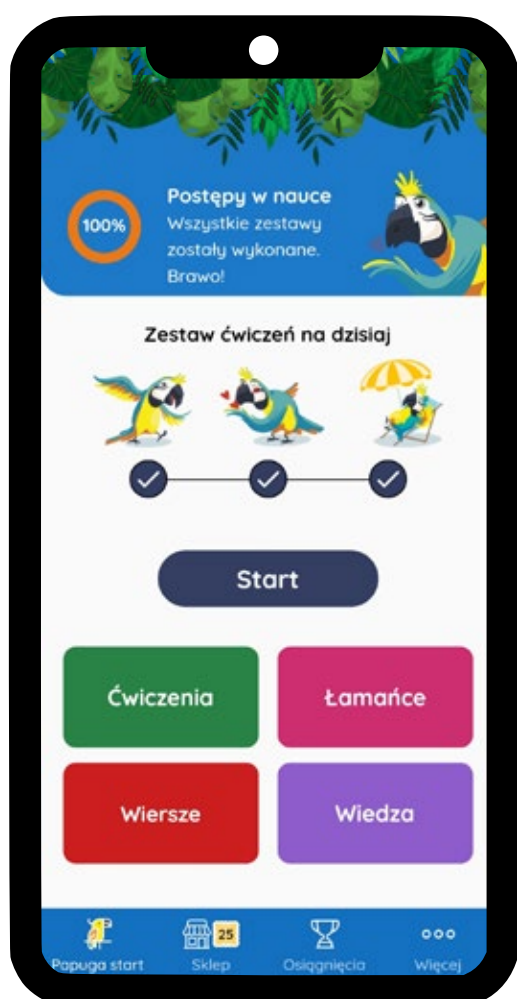 100%
Postępy w nauce
Wszystkie zestawy
zostały wykonane.
Brawo!
Zestaw ćwiczeń na dzisiaj
Start
Ćwiczenia
Łamańce
Wiersze
Wiedza
25
Papuga start
Sklep
Osiągnięcia
Więcej